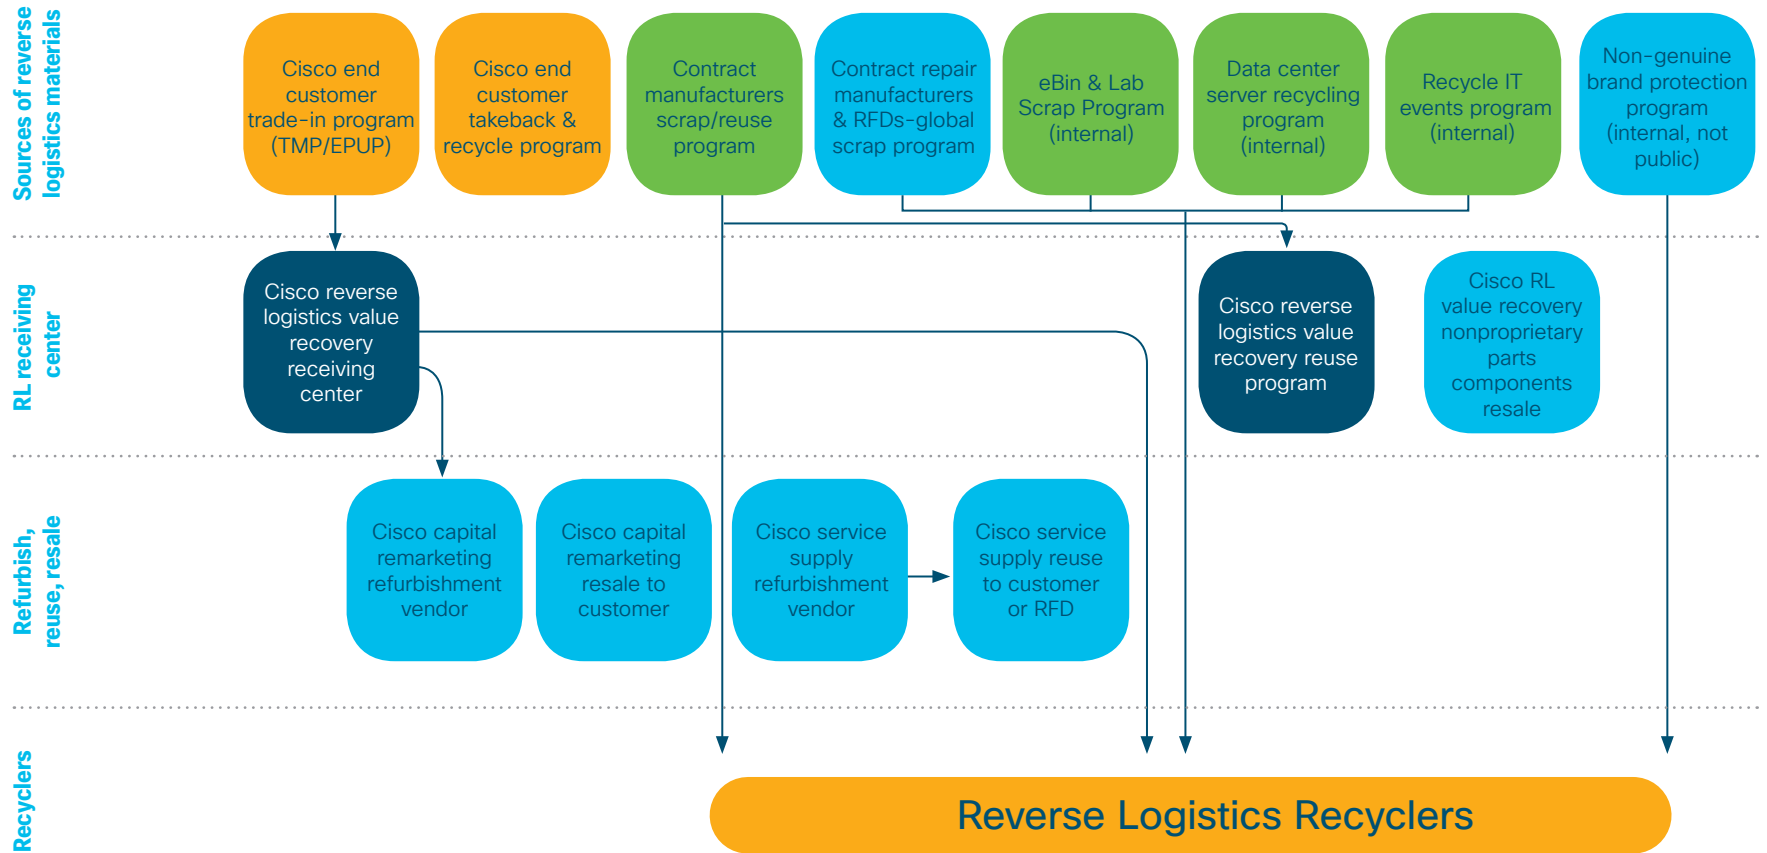 Sources of reverse
logistics materials
Cisco end
customer
trade-in program
(TMP/EPUP)
Cisco end
customer
takeback &
recycle program
Contract
manufacturers
scrap/reuse
program
Contract repair
manufacturers
& RFDs-global
scrap program
eBin & Lab
Scrap Program
(internal)
Data center
server recycling
program
(internal)
Recycle IT
events program
(internal)
Non-genuine
brand protection
program
(internal, not
public)
RL receiving
center
Cisco reverse
logistics value
recovery
receiving
center
Cisco reverse
logistics value
recovery reuse
program
Cisco RL
value recovery
nonproprietary
parts
components
resale
Refurbish,
reuse, resale
Cisco capital
remarketing
refurbishment
vendor
Cisco capital
remarketing
resale to
customer
Cisco service
supply
refurbishment
vendor
Cisco service
supply reuse
to customer
or RFD
Recyclers
Reverse Logistics Recyclers